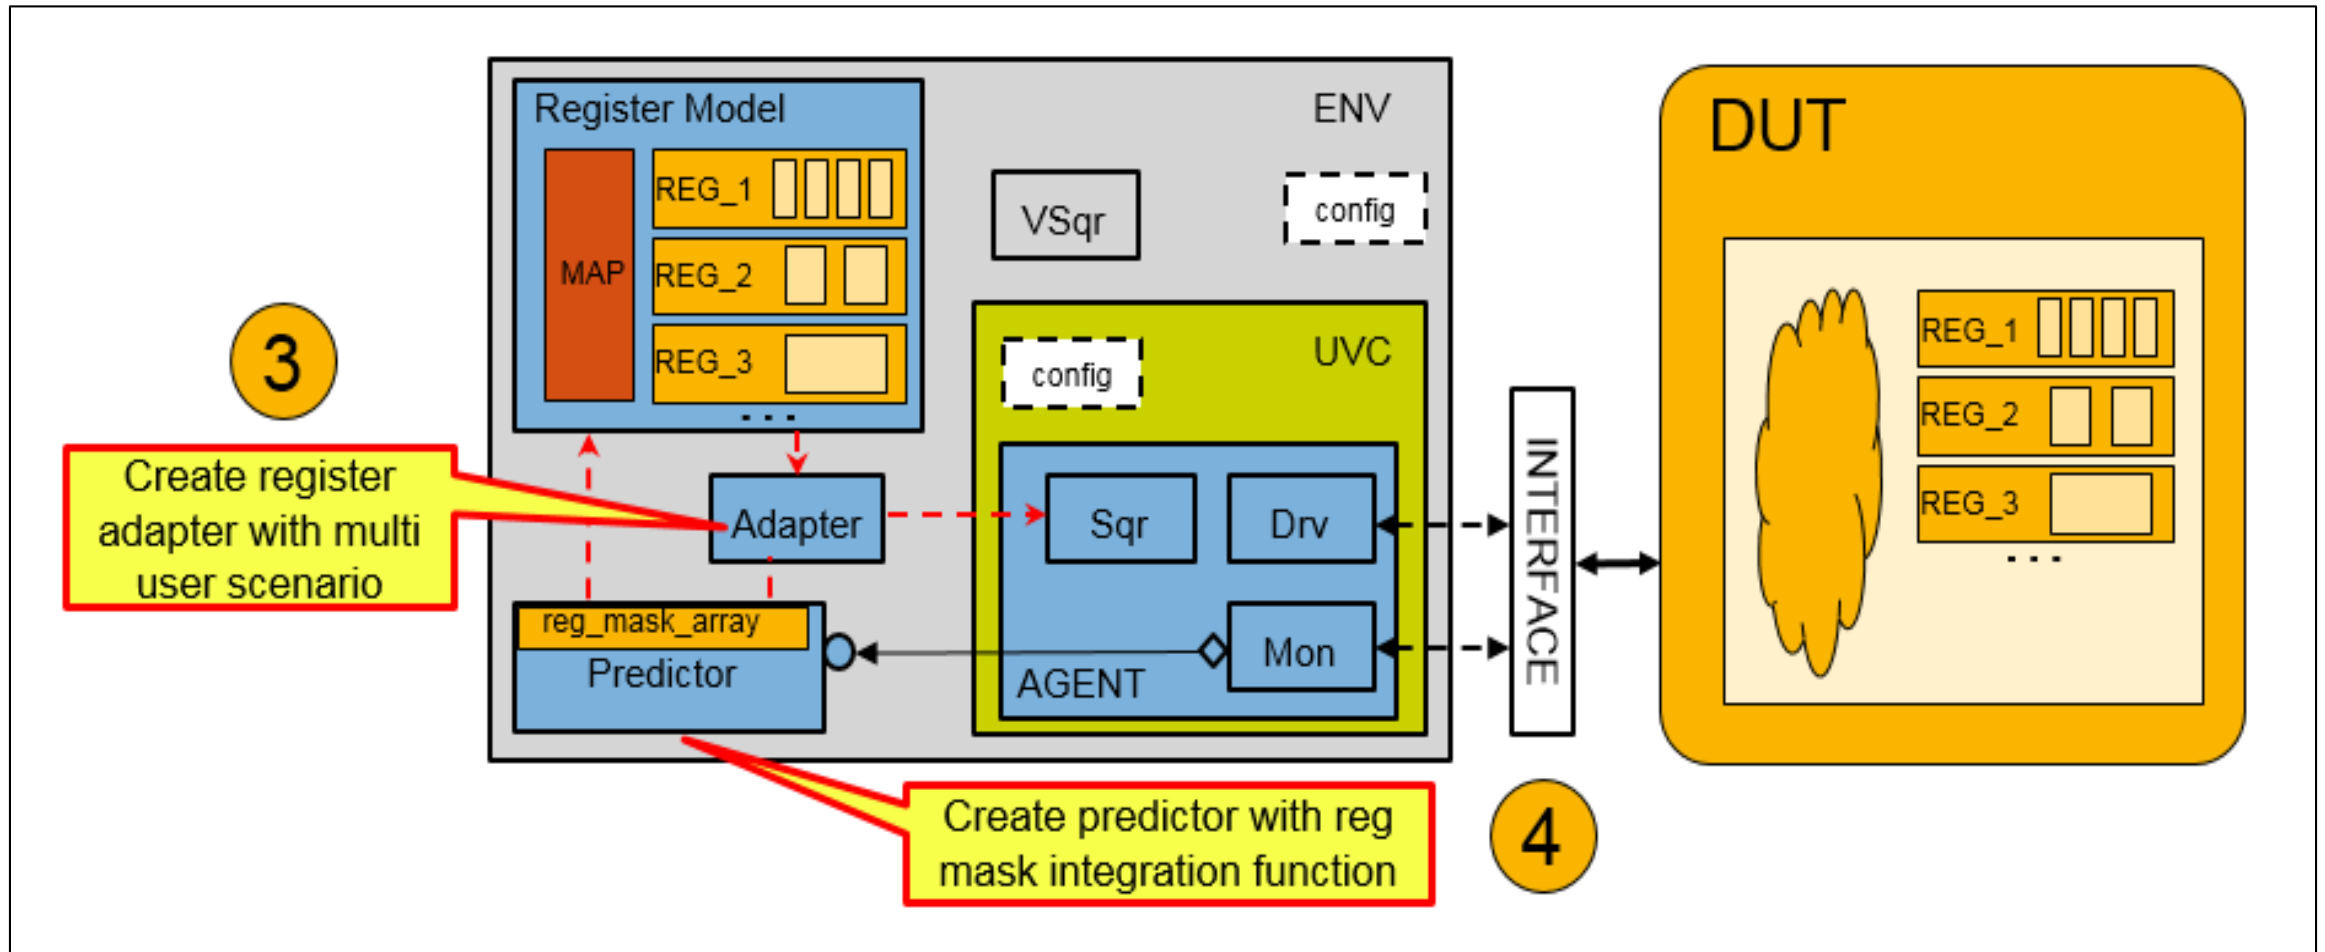 Register Model
MAP
REG_1
REG_2
REG_3
...
ENV
VSqr
config
UVC
config
3
Create register
adapter with multi
user scenario
Adapter
Sqr
Drv
reg_mask_array
Predictor
AGENT
Mon
INTERFACE
DUT
REG_1
REG_2
REG_3
...
Create predictor with reg
mask integration function
4